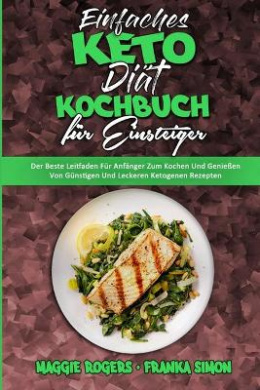 Einfaches
KETO
Diät
KOCHBUCH
für Einsteiger
Der Beste Leitfaden Für Anfänger Zum Kochen Und Genießen
Von Günstigen Und Leckeren Ketogenen Rezepten
MAGGIE ROGERS • FRANKA SIMON